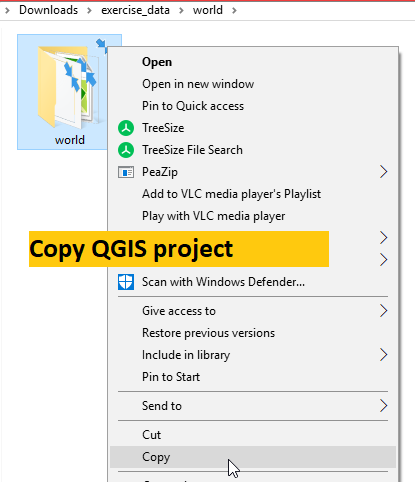 Downloads > exercise_data > world >
world
Open
Open in new window
Pin to Quick access
TreeSize
TreeSize File Search
PeaZip
Add to VLC media player's Playlist
Play with VLC media player
Copy QGIS project
Scan with Windows Defender...
Give access to
Restore previous versions
Include in library
Pin to Start
Send to
Cut
Copy